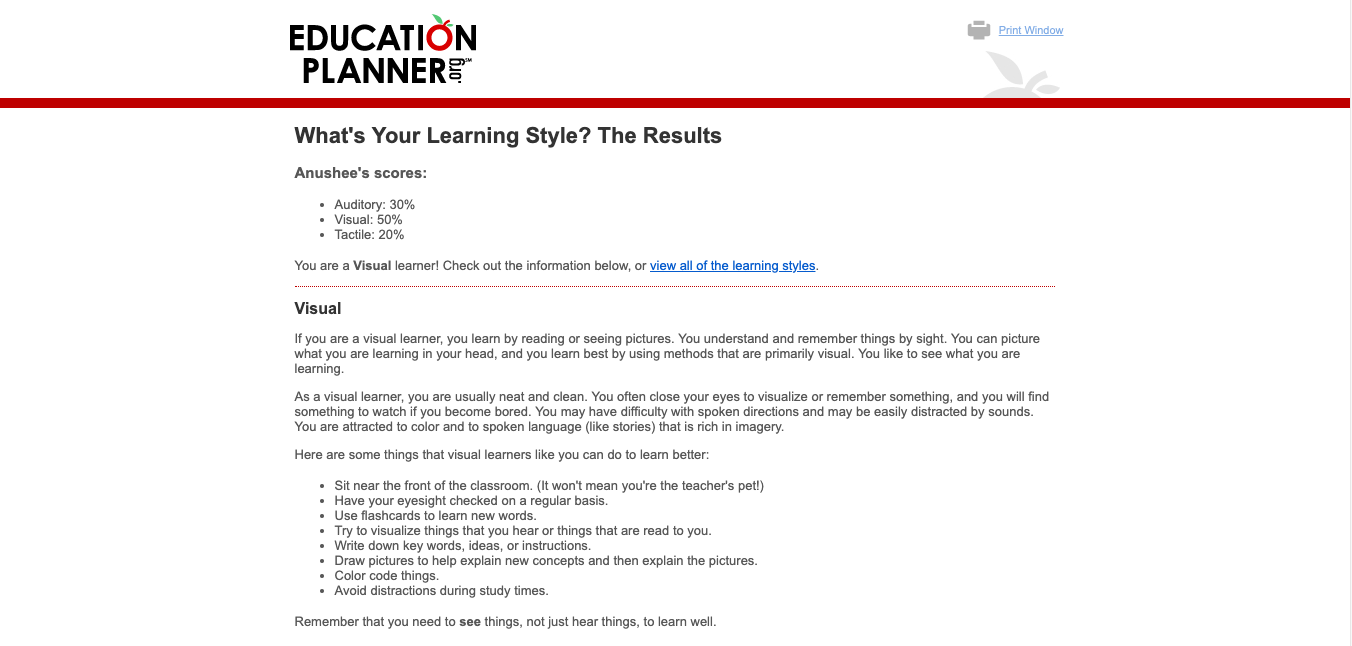 EDUCATION
PLANNER.org SM
Print Window
What's Your Learning Style? The Results
Anushee's scores:
• Auditory: 30%
• Visual: 50%
• Tactile: 20%
You are a Visual learner! Check out the information below, or view all of the learning styles.
Visual
If you are a visual learner, you learn by reading or seeing pictures. You understand and remember things by sight. You can picture
what you are learning in your head, and you learn best by using methods that are primarily visual. You like to see what you are
learning.
As a visual learner, you are usually neat and clean. You often close your eyes to visualize or remember something, and you will find
something to watch if you become bored. You may have difficulty with spoken directions and may be easily distracted by sounds.
You are attracted to color and to spoken language (like stories) that is rich in imagery.
Here are some things that visual learners like you can do to learn better:
• Sit near the front of the classroom. (It won't mean you're the teacher's pet!)
• Have your eyesight checked on a regular basis.
• Use flashcards to learn new words.
• Try to visualize things that you hear or things that are read to you.
• Write down key words, ideas, or instructions.
• Draw pictures to help explain new concepts and then explain the pictures.
• Color code things.
• Avoid distractions during study times.
Remember that you need to see things, not just hear things, to learn well.